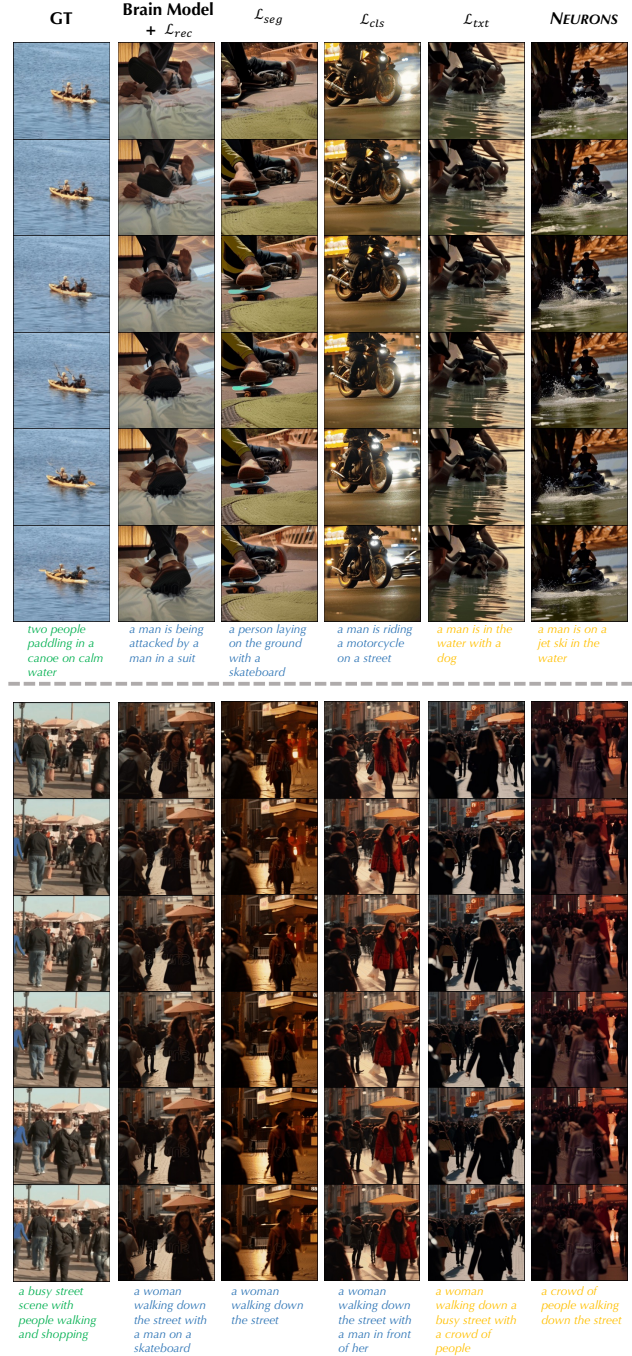 GT
Brain Model
+ ℒrec
ℒseg
ℒcls
ℒtxt
NEURONS
two people
paddling in a
canoe on calm
water
a man is being
attacked by a
man in a suit
a person laying
on the ground
with a
skateboard
a man is riding
a motorcycle
on a street
a man is in the
water with a
dog
a man is on a
jet ski in the
water
a busy street
scene with
people walking
and shopping
a woman
walking down
the street with
a man on a
skateboard
a woman
walking down
the street
a woman
walking down
the street with
a man in front
of her
a woman
walking down a
busy street with
a crowd of
people
a crowd of
people walking
down the street